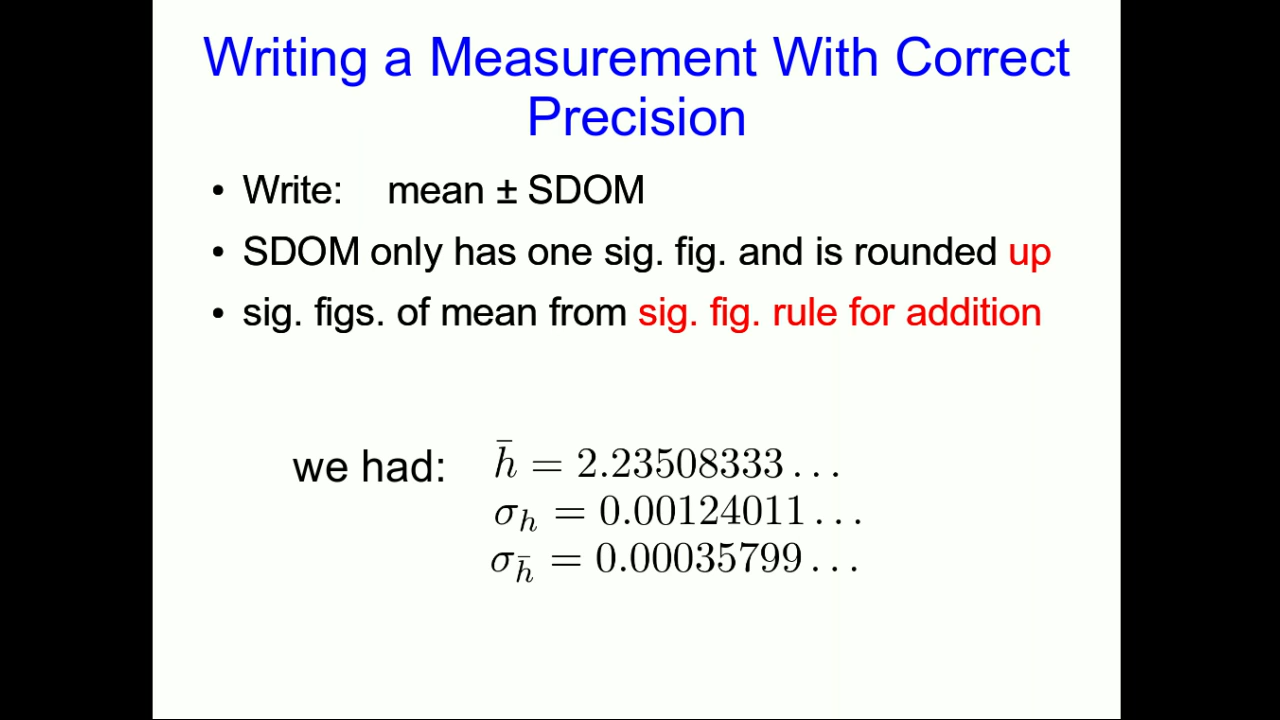 Writing a Measurement With Correct
Precision
• Write: mean ± SDOM
• SDOM only has one sig. fig. and is rounded up
• sig. figs. of mean from sig. fig. rule for addition
we had: h̄ = 2.23508333...
σ_h = 0.00124011...
σ_h̄ = 0.00035799...